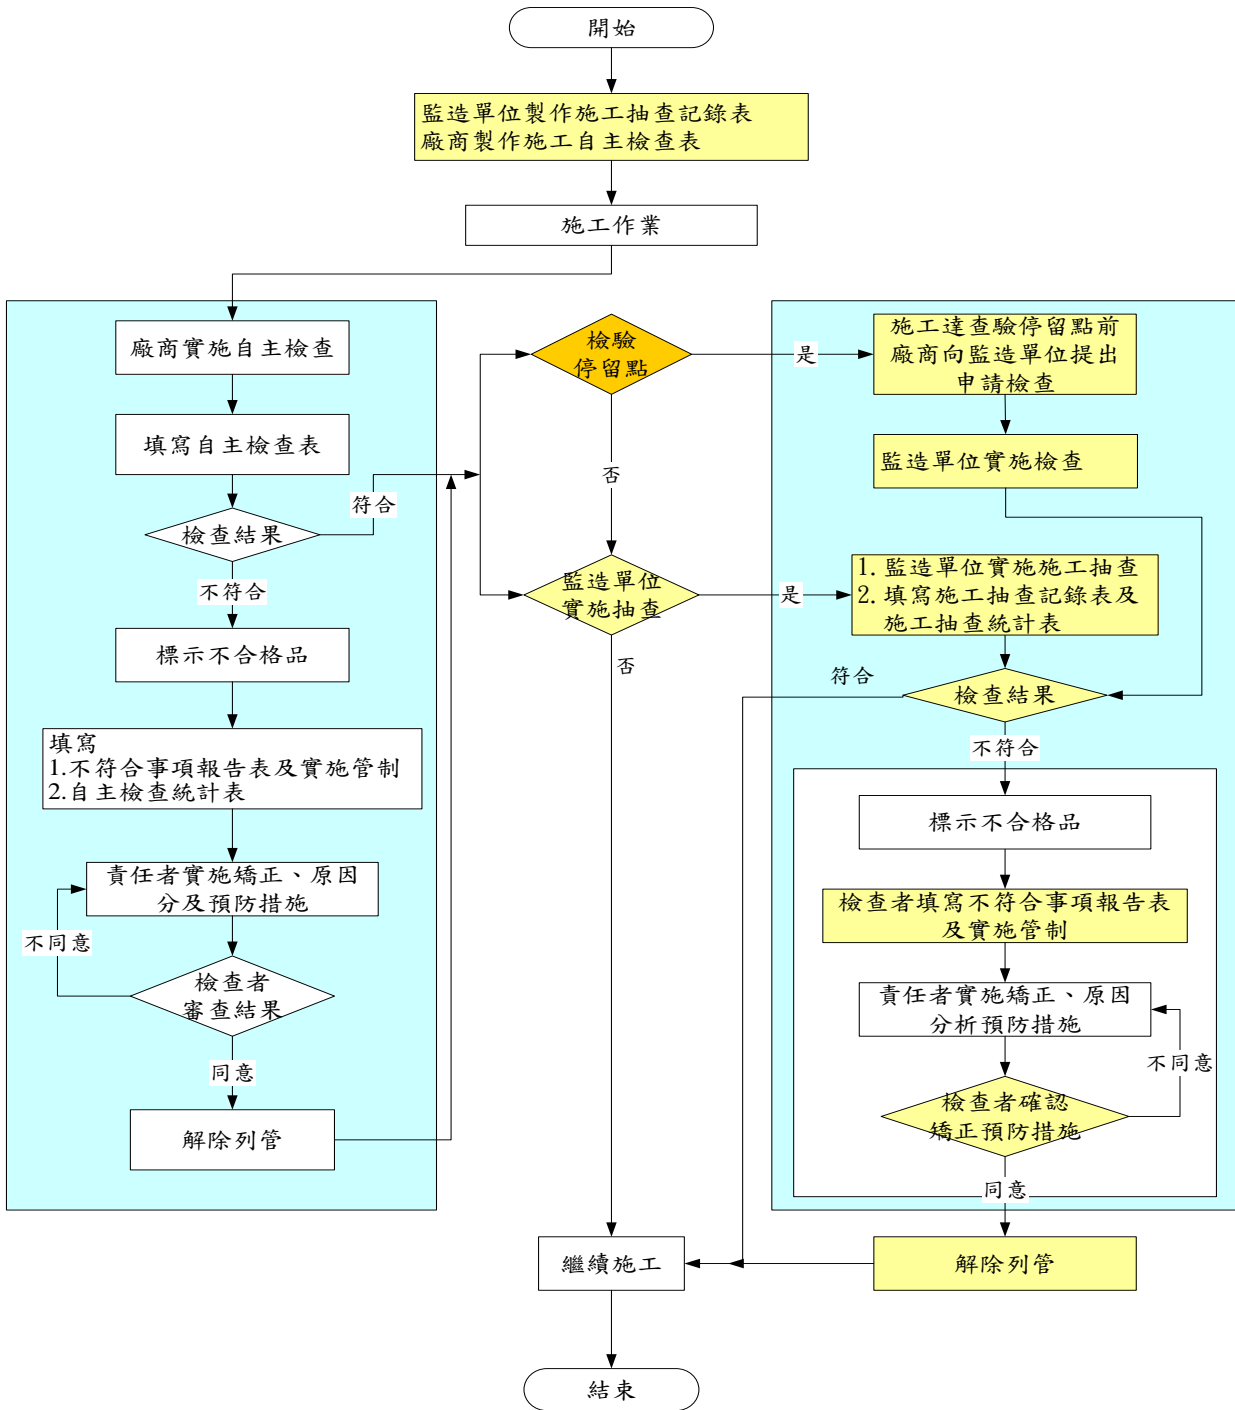 開始
監造單位製作施工抽查記錄表
廠商製作施工自主檢查表
施工作業
廠商實施自主檢查
填寫自主檢查表
檢查結果
符合
不符合
標示不合格品
填寫
1.不符合事項報告表及實施管制
2.自主檢查統計表
責任者實施矯正、原因
分及預防措施
不同意
檢查者
審查結果
同意
解除列管
檢驗
停留點
是
否
監造單位
實施抽查
是
否
施工達查驗停留點前
廠商向監造單位提出
申請檢查
監造單位實施檢查
1. 監造單位實施施工抽查
2. 填寫施工抽查記錄表及
施工抽查統計表
符合
檢查結果
不符合
標示不合格品
檢查者填寫不符合事項報告表
及實施管制
責任者實施矯正、原因
分析預防措施
不同意
檢查者確認
矯正預防措施
同意
解除列管
繼續施工
結束